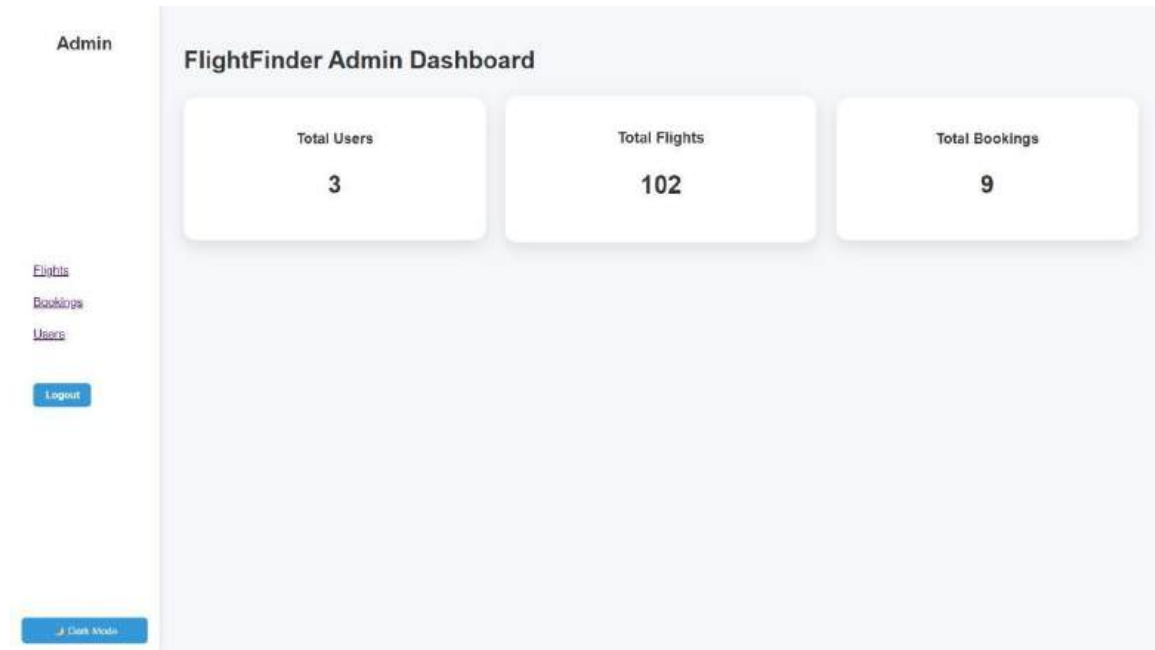 Admin
FlightFinder Admin Dashboard
Total Users
3
Total Flights
102
Total Bookings
9
Flights
Bookings
Users
Logout
🌙 Dark Mode